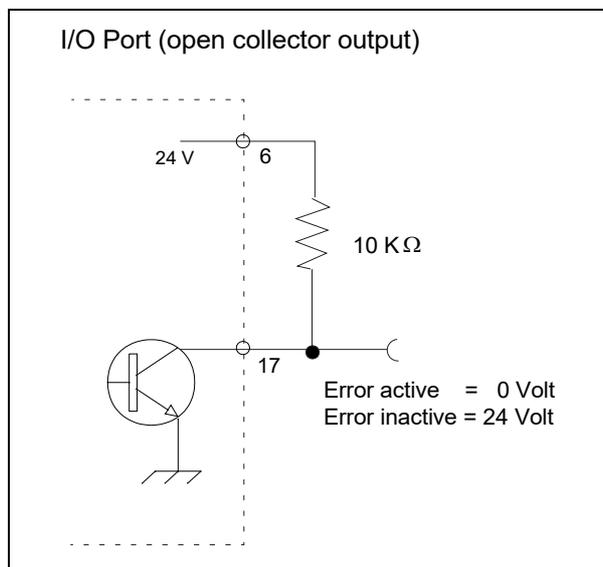 I/O Port (open collector output)
24 V
6
10 KΩ
17
Error active = 0 Volt
Error inactive = 24 Volt